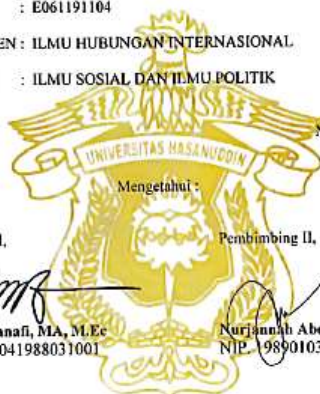 : E061191104
EN : ILMU HUBUNGAN INTERNASIONAL
: ILMU SOSIAL DAN ILMU POLITIK
UNIVERSITAS HASANUDDIN
Mengetahui :
Pembimbing II,
anafi, MA, M.Ec
041988031001
Nurjannah
NIP. 19890103